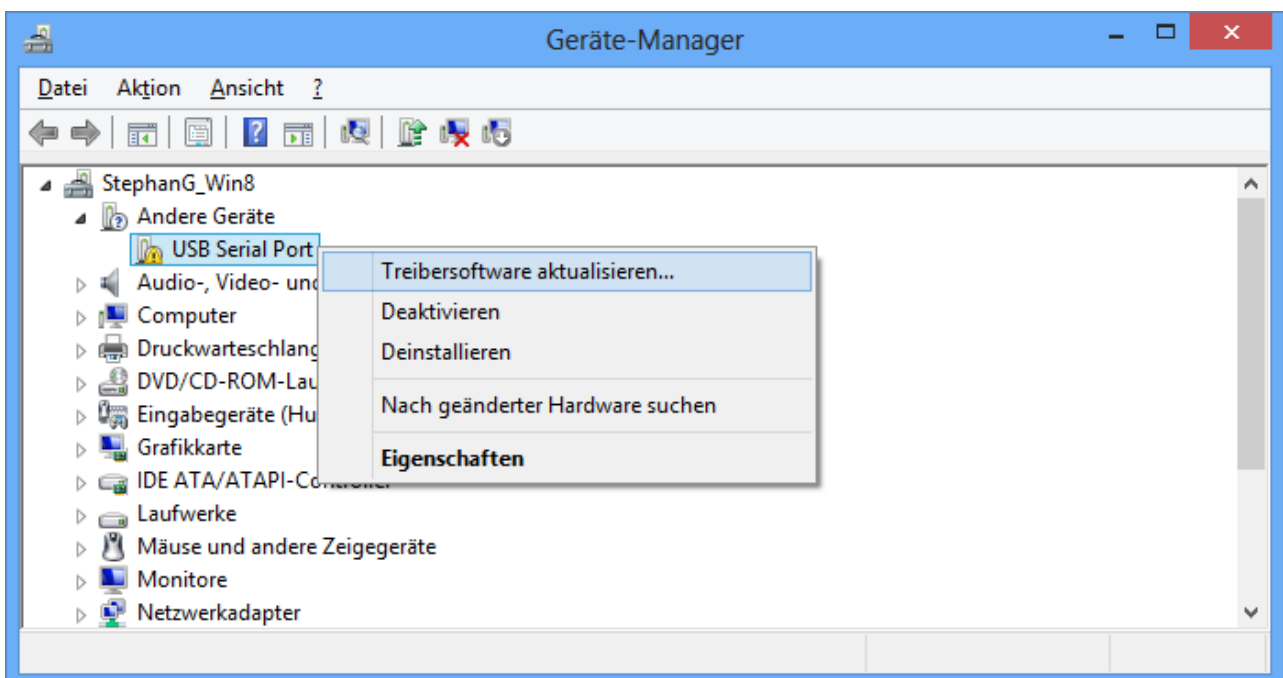 Geräte-Manager
Datei Aktion Ansicht ?
StephanG_Win8
Andere Geräte
USB Serial Port
Treibersoftware aktualisieren...
Audio-, Video- und
Deaktivieren
Computer
Deinstallieren
Druckwarteschlang
DVD/CD-ROM-Lau
Nach geänderter Hardware suchen
Eingabegeräte (Hu
Grafikkarte
Eigenschaften
IDE ATA/ATAPI-Controller
Laufwerke
Mäuse und andere Zeigegeräte
Monitore
Netzwerkadapter